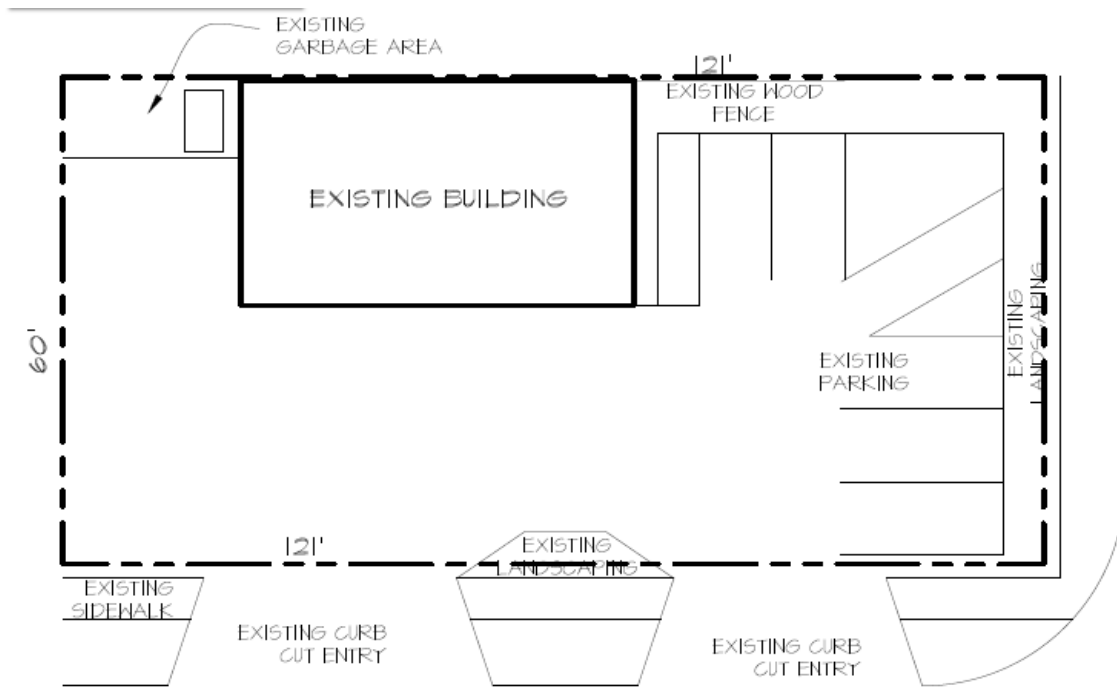 EXISTING
GARBAGE AREA
121'
EXISTING WOOD
FENCE
EXISTING BUILDING
60'
EXISTING
LANDSCAPING
EXISTING
PARKING
121'
EXISTING
LANDSCAPING
EXISTING
SIDEWALK
EXISTING CURB
CUT ENTRY
EXISTING CURB
CUT ENTRY